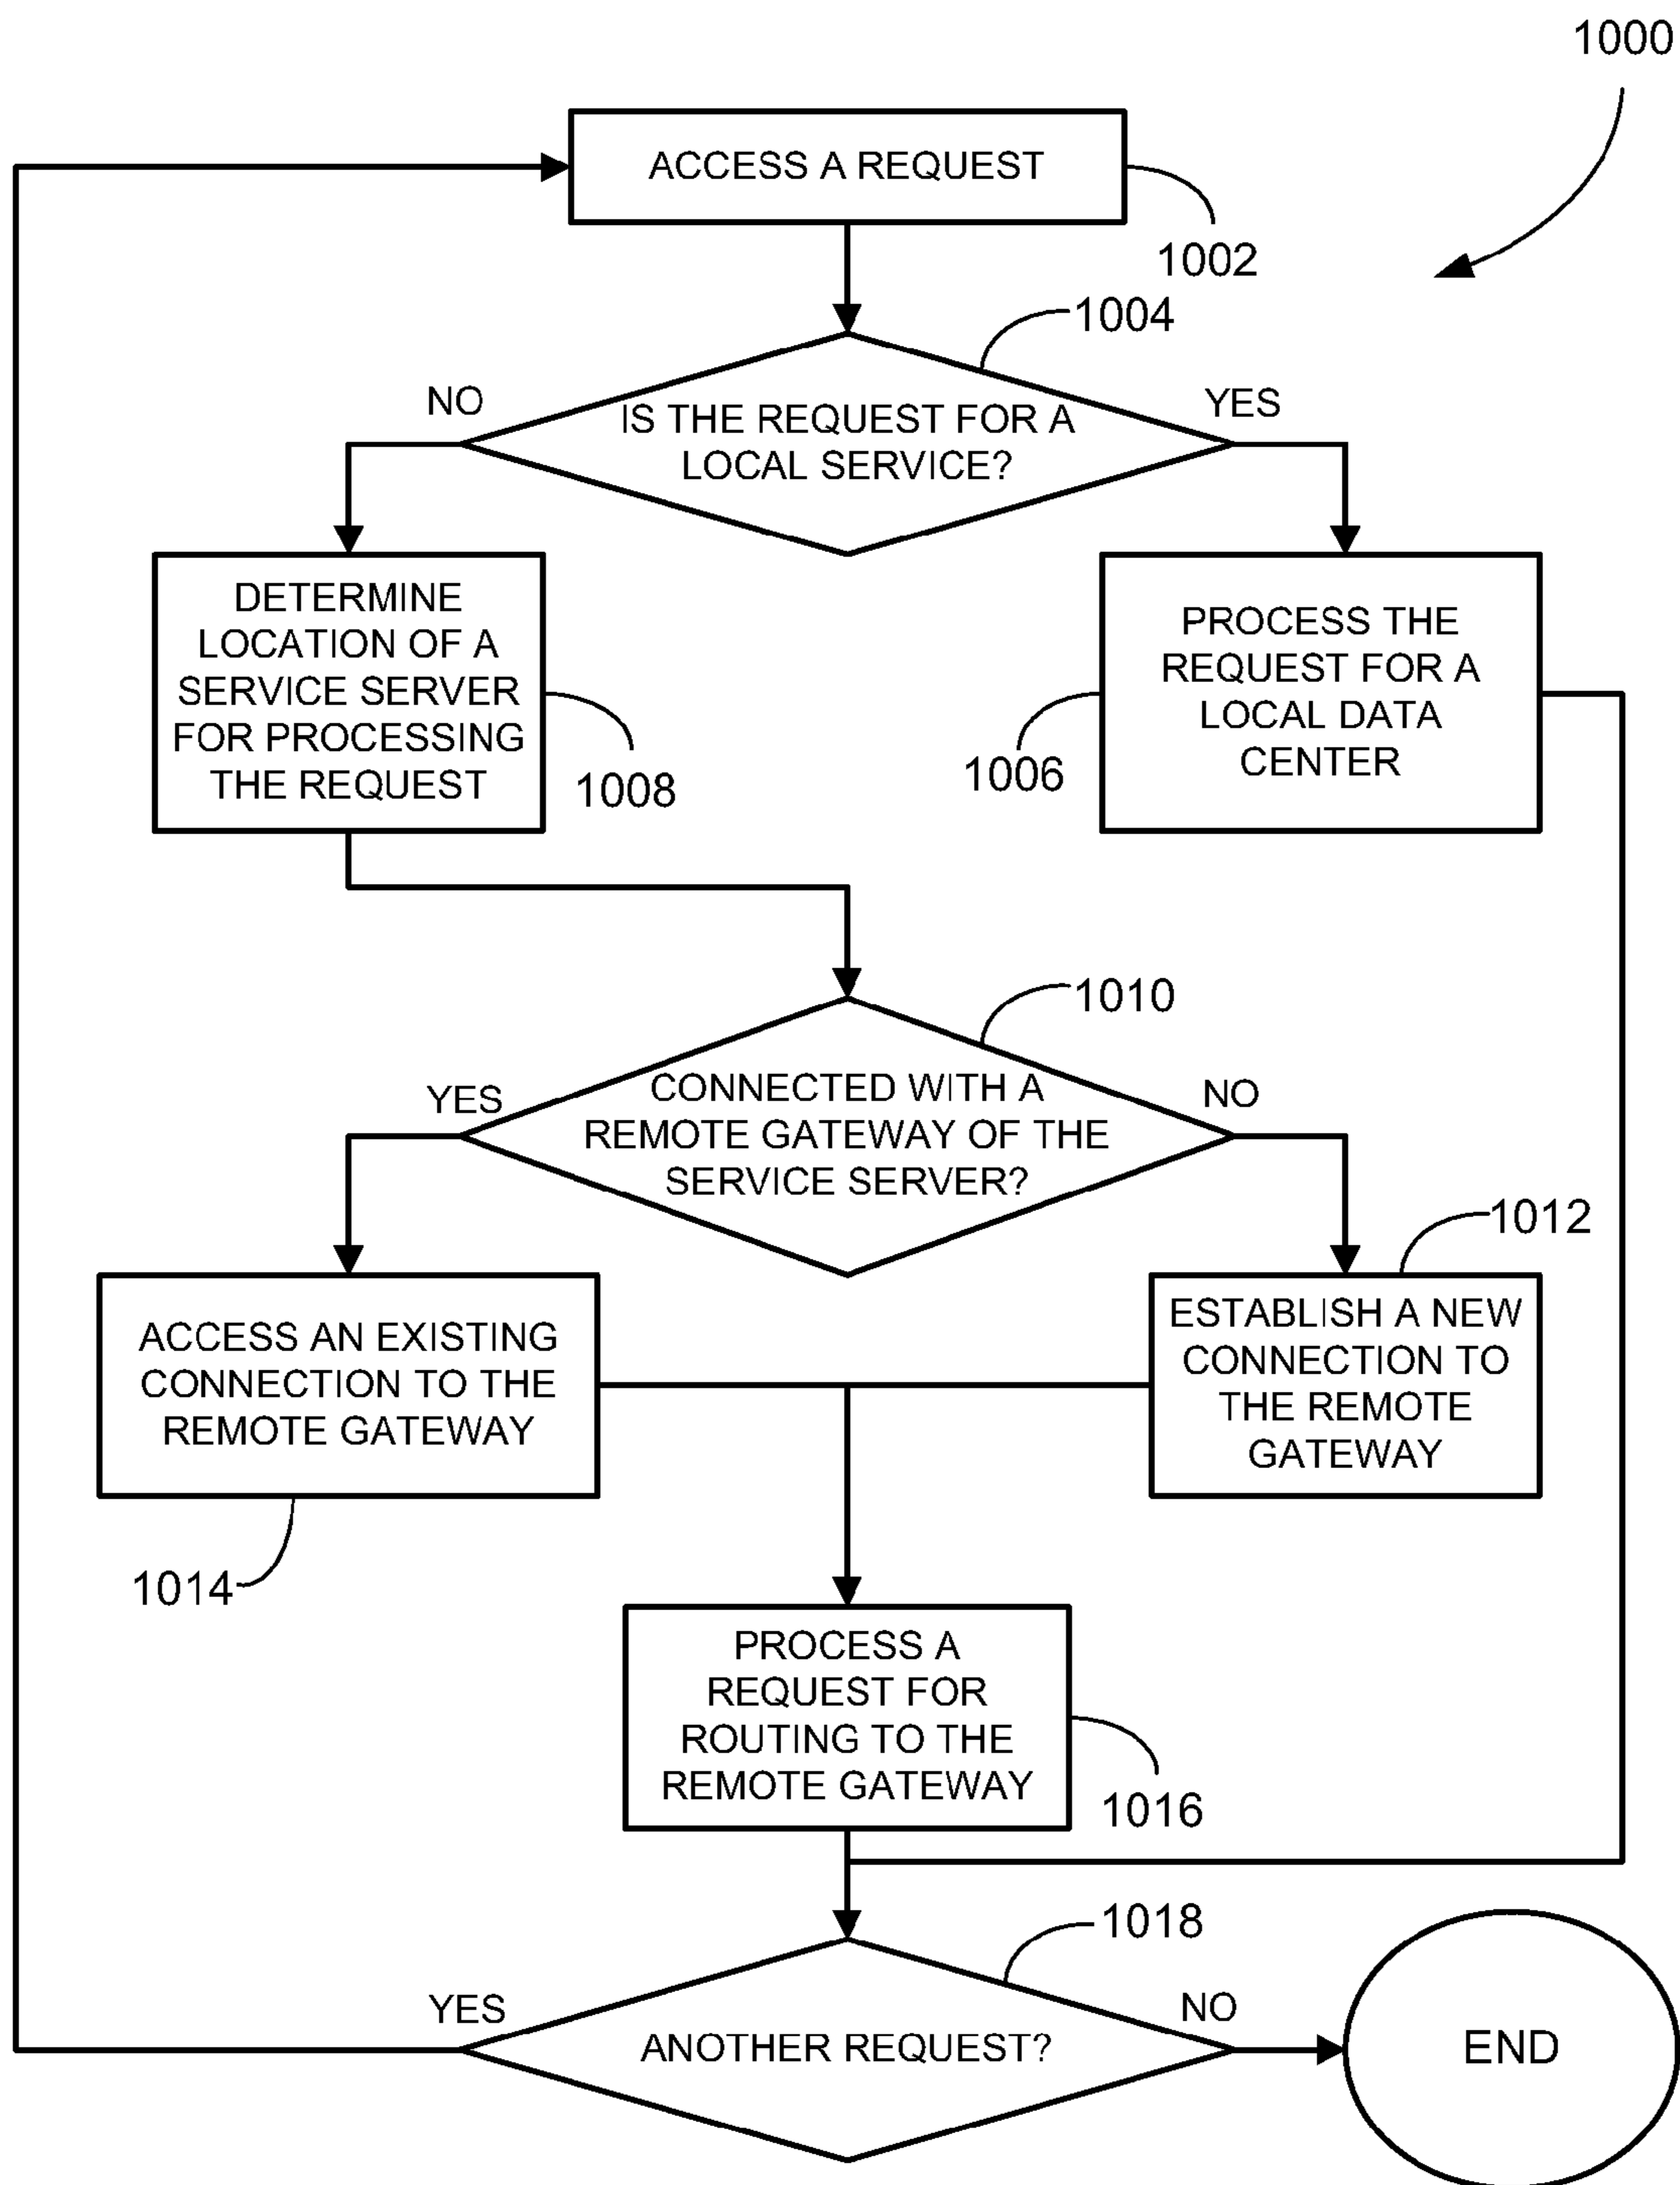 1000
ACCESS A REQUEST
1002
1004
NO
YES
IS THE REQUEST FOR A
LOCAL SERVICE?
DETERMINE
LOCATION OF A
SERVICE SERVER
FOR PROCESSING
THE REQUEST
1008
PROCESS THE
REQUEST FOR A
LOCAL DATA
CENTER
1006
1010
YES
NO
CONNECTED WITH A
REMOTE GATEWAY OF THE
SERVICE SERVER?
1012
ACCESS AN EXISTING
CONNECTION TO THE
REMOTE GATEWAY
1014
ESTABLISH A NEW
CONNECTION TO
THE REMOTE
GATEWAY
PROCESS A
REQUEST FOR
ROUTING TO THE
REMOTE GATEWAY
1016
1018
YES
NO
ANOTHER REQUEST?
END